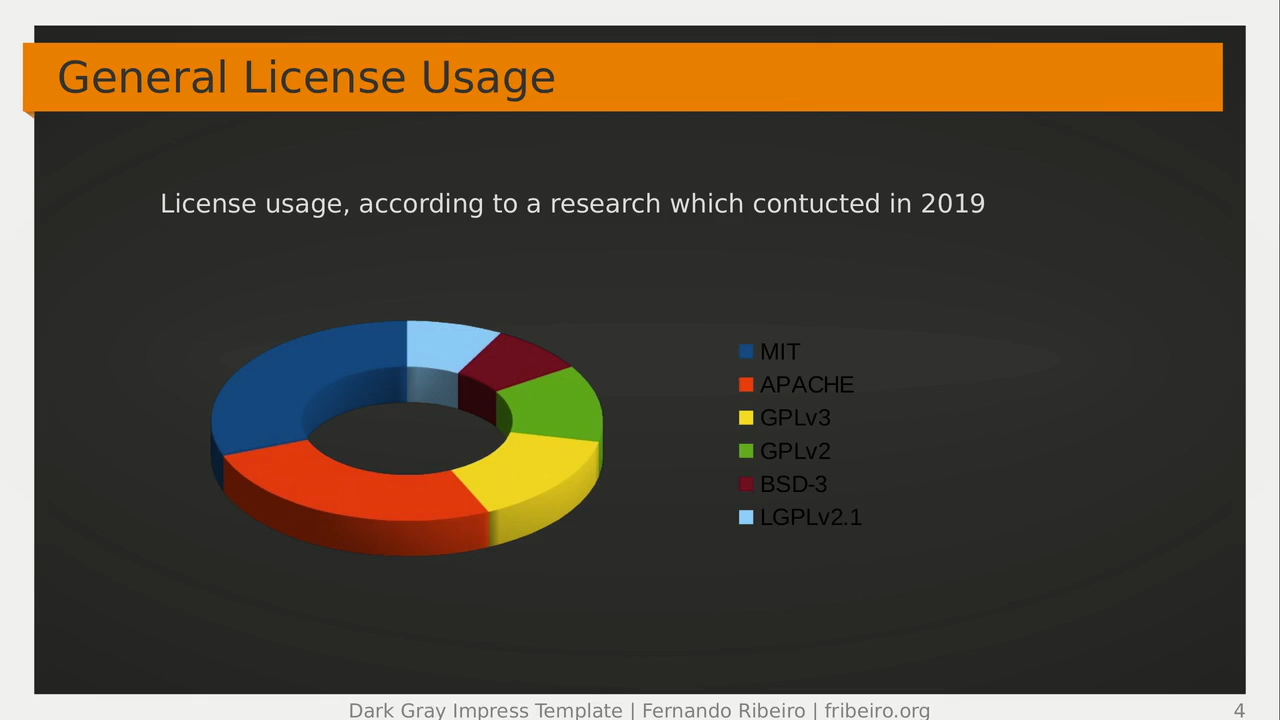 General License Usage
License usage, according to a research which contucted in 2019
MIT
APACHE
GPLv3
GPLv2
BSD-3
LGPLv2.1
Dark Gray Impress Template | Fernando Ribeiro | fribeiro.org
4